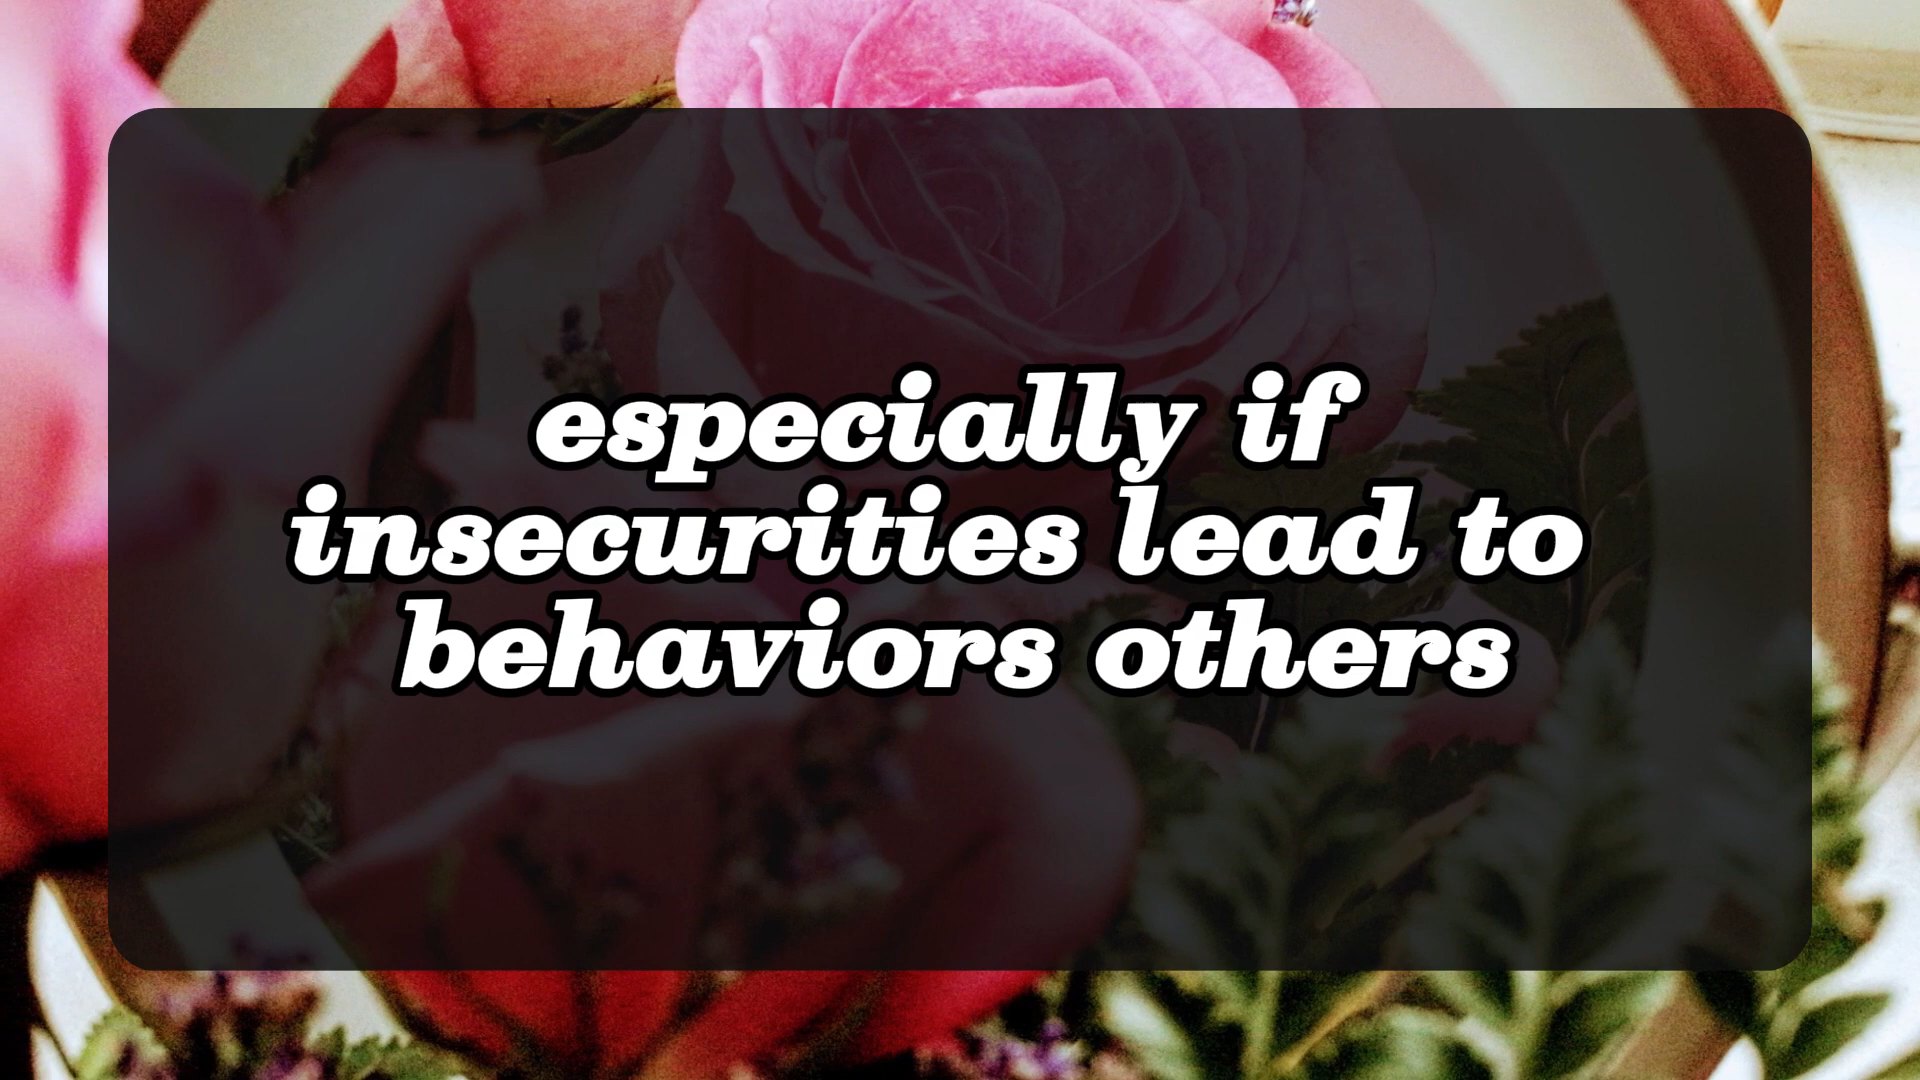 especially if
insecurities lead to
behaviors others